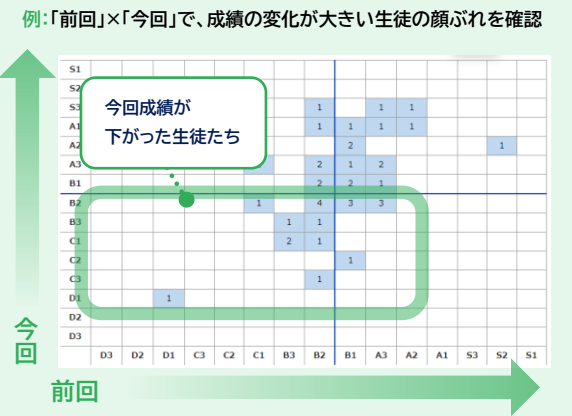 例:「前回」×「今回」で、成績の変化が大きい生徒の顔ぶれを確認
S1
S2
S3 1 1 1
A1 1 1 1 1
今回成績が
下がった生徒たち
A2 2 1
A3 2 1 2
B1 2 2 1
B2 1 4 3 3
B3 1 1
C1 2 1
C2 1
C3 1
D1 1
D2
D3
D3 D2 D1 C3 C2 C1 B3 B2 B1 A3 A2 A1 S3 S2 S1
今回
前回